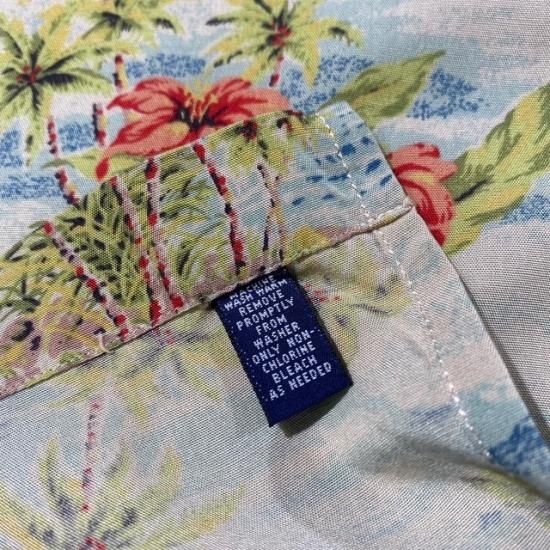 MACHINE
WASH WARM
REMOVE
PROMPTLY
FROM
WASHER
ONLY NON-
CHLORINE
BLEACH
AS NEEDED